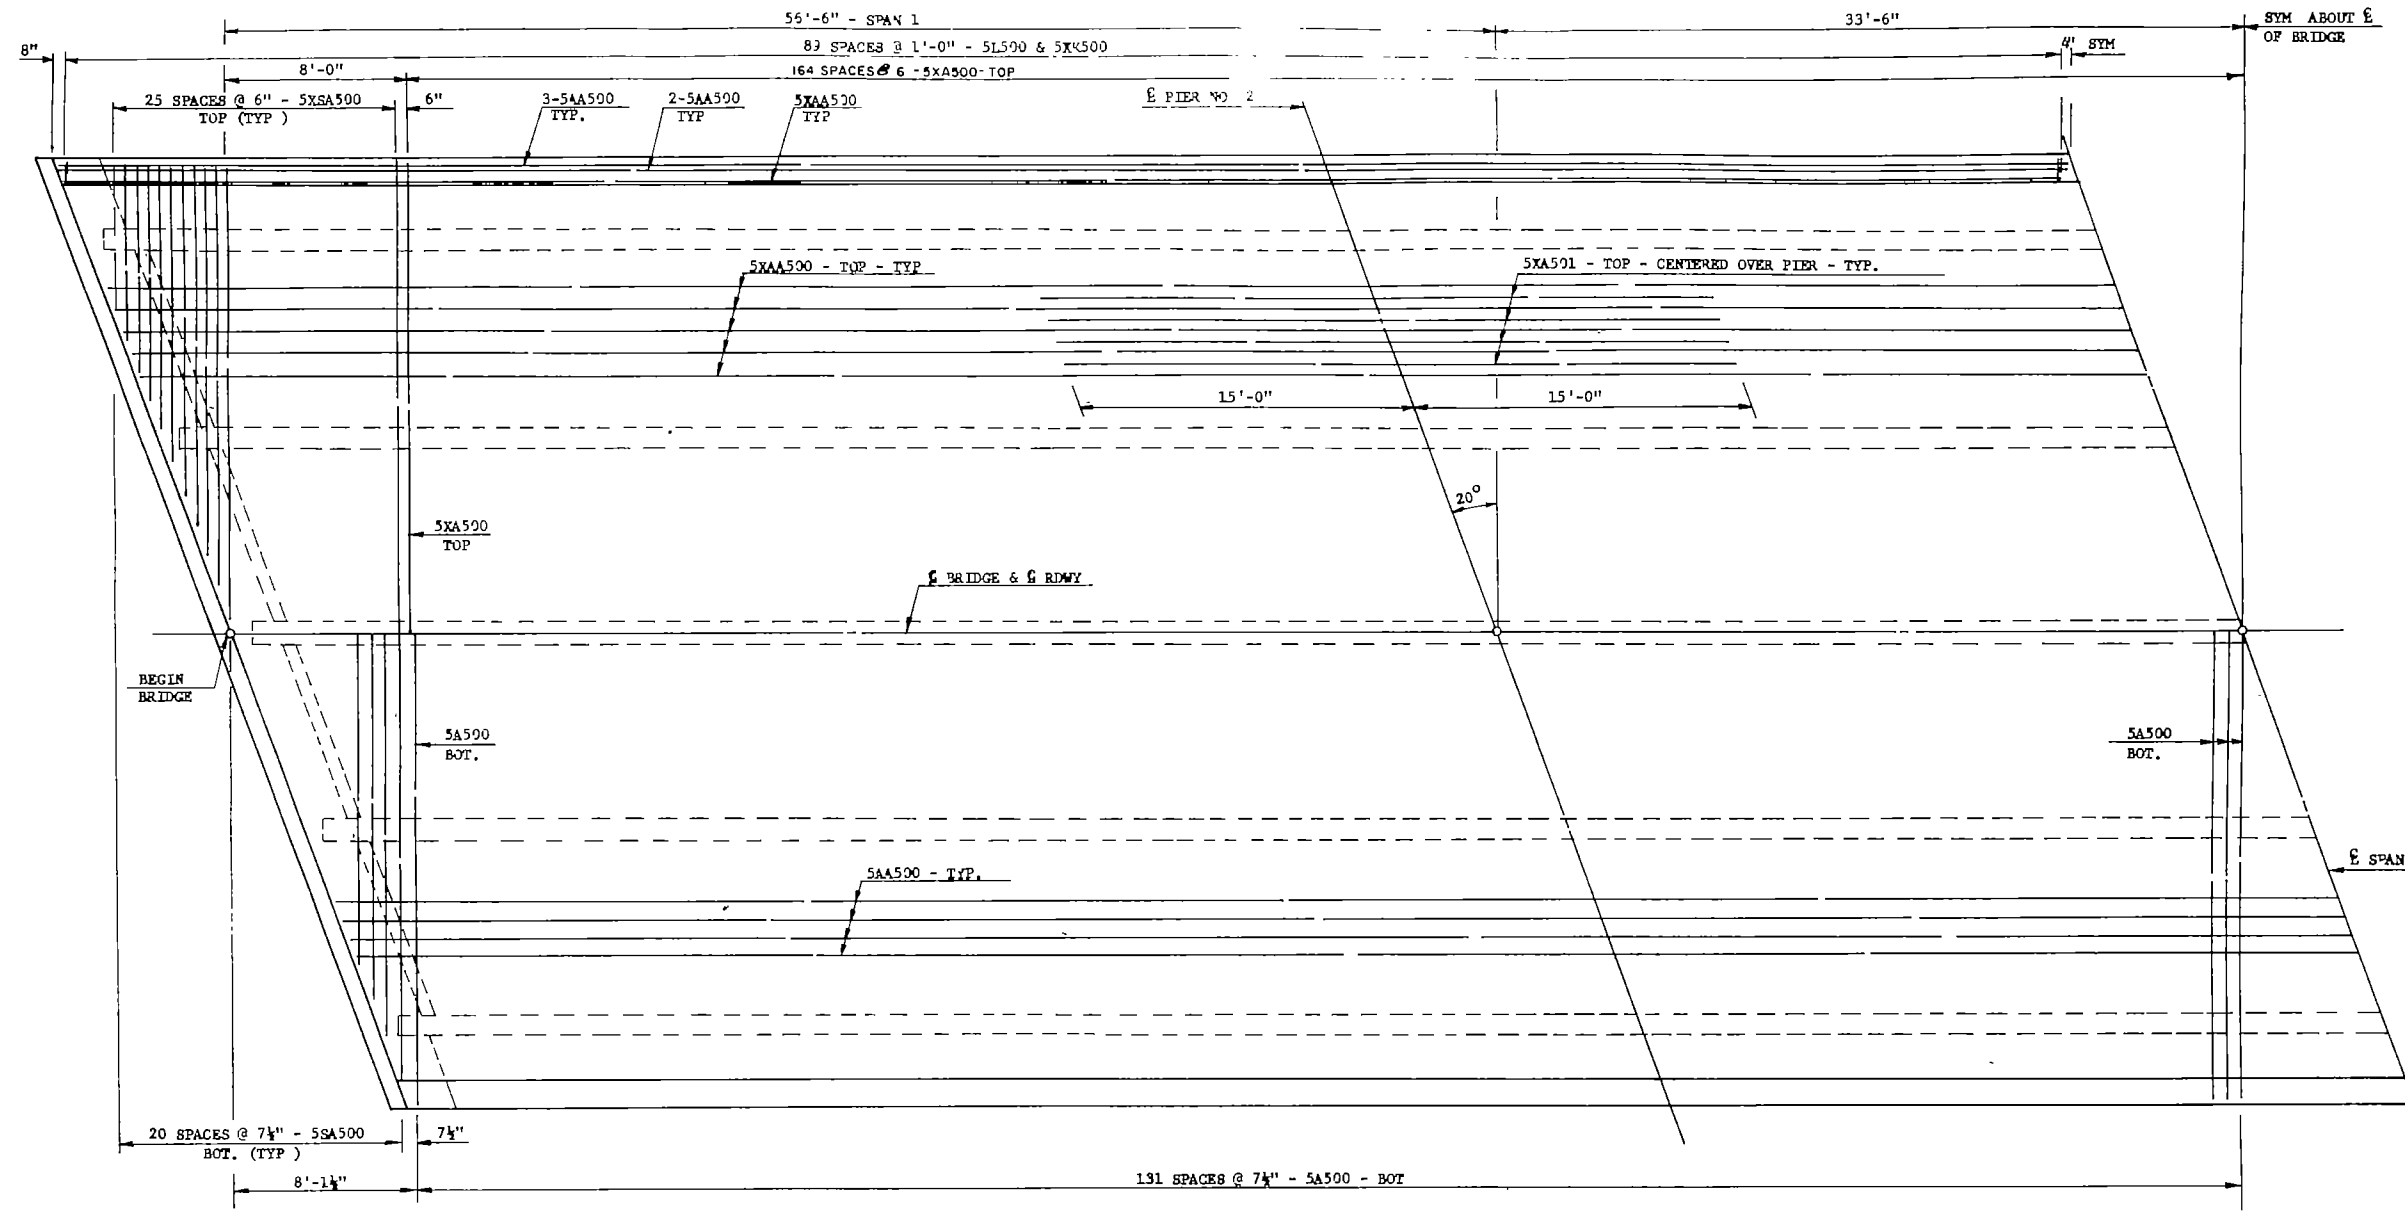 56'-6" - SPAN 1
33'-6"
SYM ABOUT ℄
OF BRIDGE
8"
89 SPACES @ 1'-0" - 5L500 & 5XK500
4" SYM
8'-0"
164 SPACES @ 6 - 5XA500-TOP
25 SPACES @ 6" - 5XSA500
TOP (TYP )
6"
3-5AA500
TYP.
2-5AA500
TYP
5XAA500
TYP
℄ PIER NO 2
5XAA500 - TOP - TYP
5XA501 - TOP - CENTERED OVER PIER - TYP.
15'-0"
15'-0"
20°
5XA500
TOP
℄ BRIDGE & ℄ RDWY
BEGIN
BRIDGE
5A500
BOT.
5A500
BOT.
℄ SPAN
5AA500 - TYP.
20 SPACES @ 7½" - 5SA500
BOT. (TYP )
7½"
8'-1½"
131 SPACES @ 7½" - 5A500 - BOT